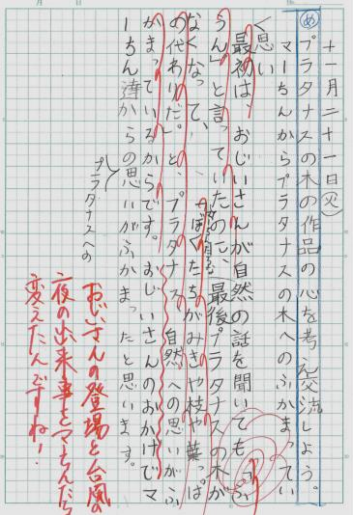 十一月二十一日(火)
めプラタナスの木の作品の心を考え交流しよう。
マーちんからプラタナスの木へのふかまってい
く思い
最初は、おじいさんが自然の話を聞いても「ふ
うん」と言っていたのに、最後プラタナスの木が
なくなって、「ぼくたちがみきや枝や葉っぱ
の代わりだ。」と、プラタナス、自然への思いがふ
かまっているからです。おじいさんのおかげでマ
ーちん達からの思いがふかまったと思います。
プラタナスへの
おじいさんの登場と台風の
夜の出来事をマーちんたちを
変えたんですね!